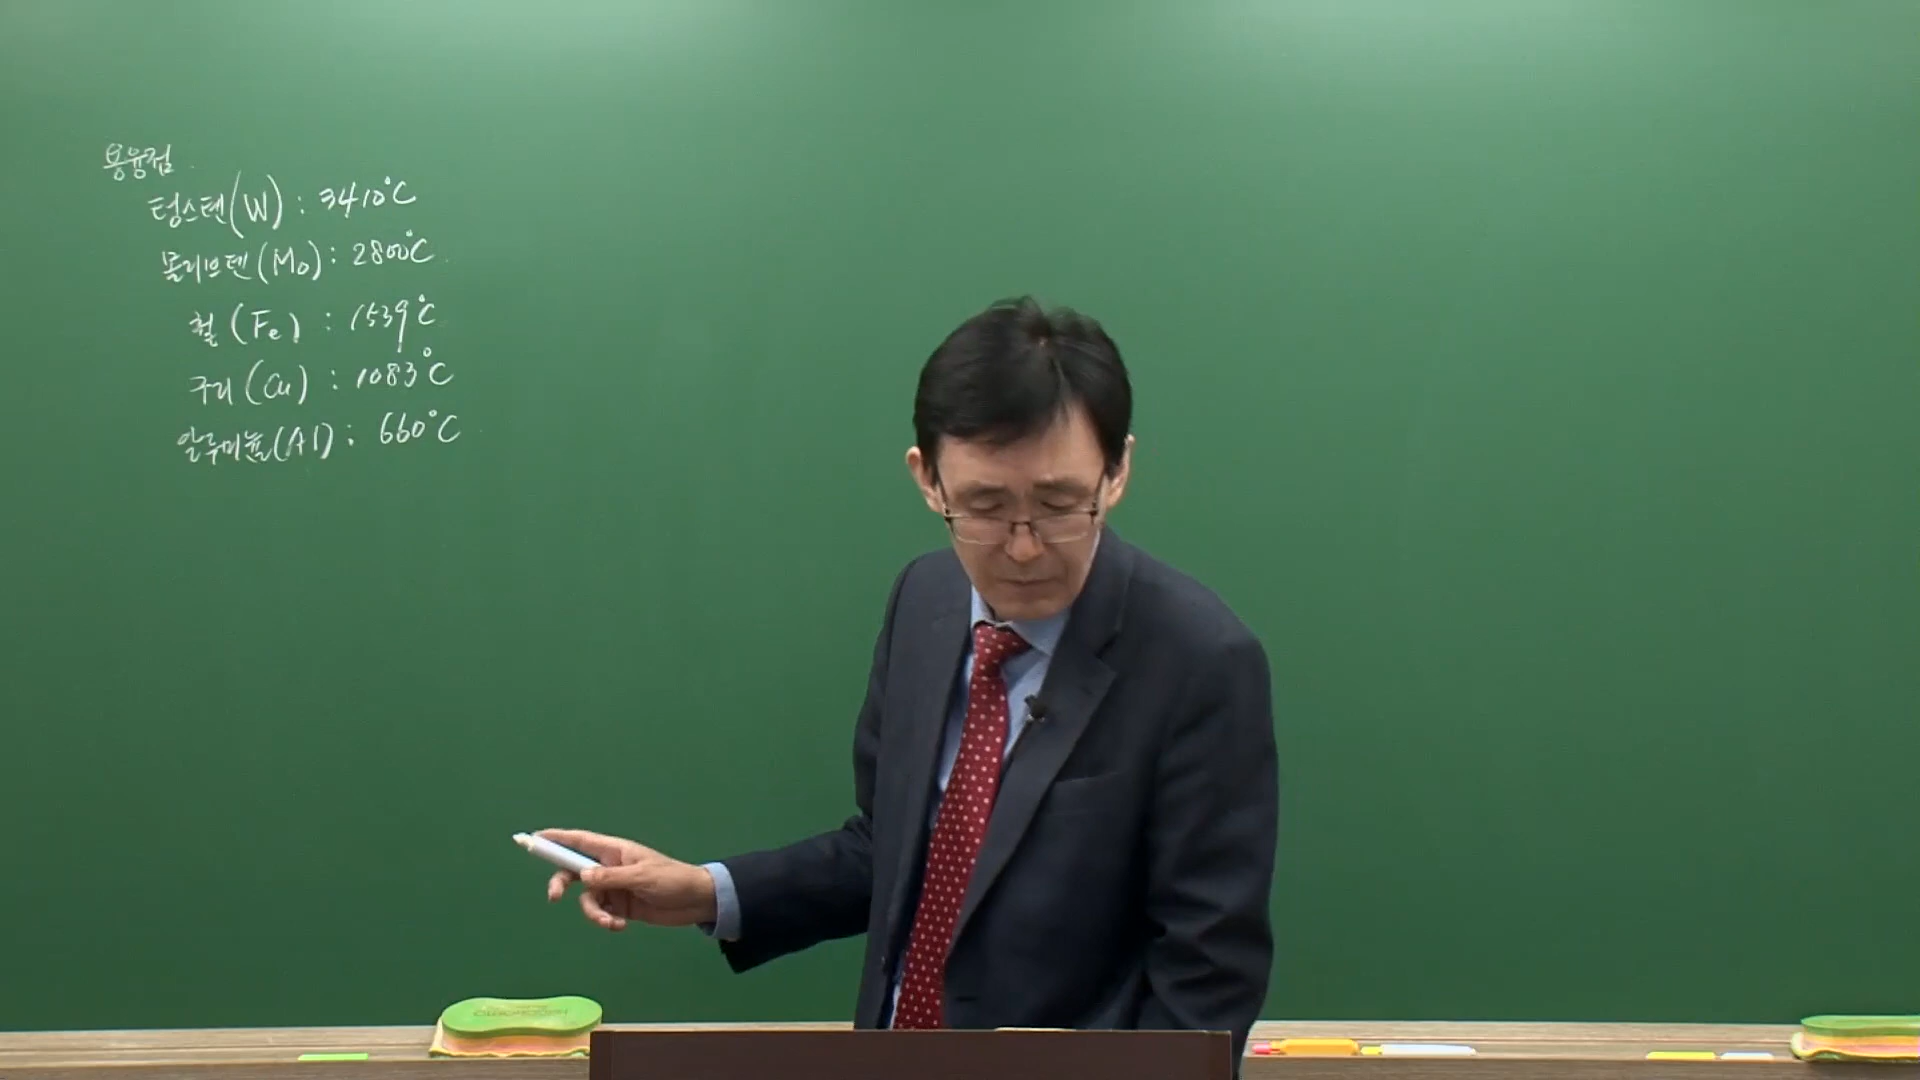 용융점
텅스텐(W) : 3410°C
몰리브텐(Mo) : 2800°C
철(Fe) : 1539°C
구리(Cu) : 1083°C
알루미늄(Al) : 660°C